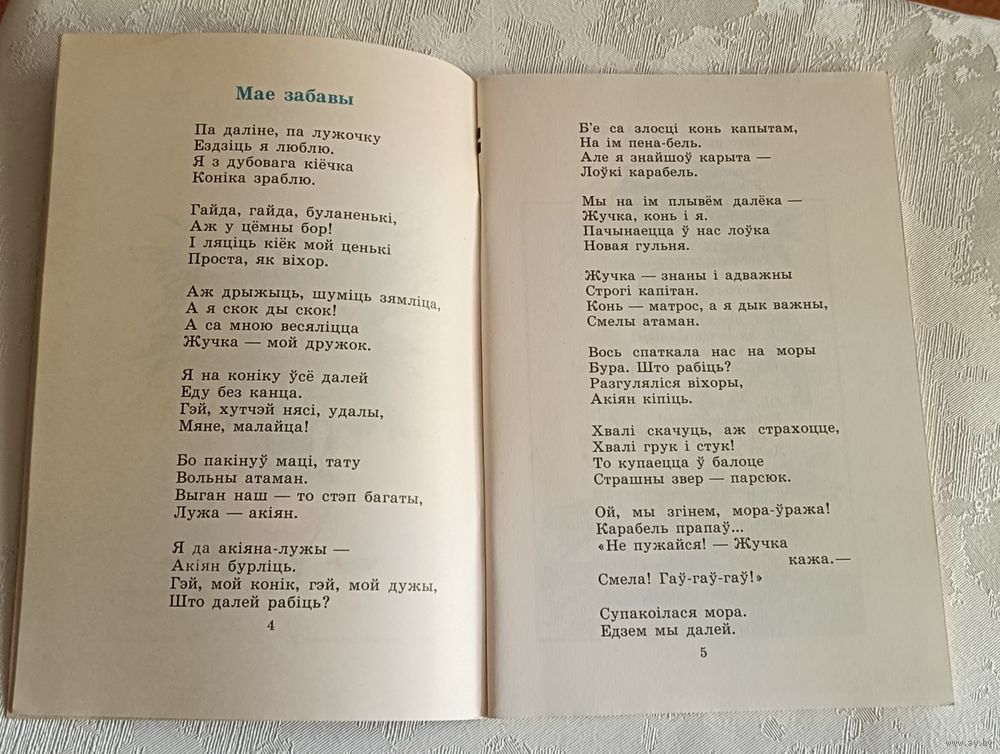 Мае забавы
Па даліне, па лужочку
Ездзіць я люблю.
Я з дубовага кіёчка
Коніка зраблю.
Гайда, гайда, буланенькі,
Аж у цёмны бор!
І ляціць кіёк мой ценькі
Проста, як віхор.
Аж дрыжыць, шуміць зямліца,
А я скок ды скок!
А са мною весяліцца
Жучка — мой дружок.
Я на коніку ўсё далей
Еду без канца.
Гэй, хутчэй нясі, удалы,
Мяне, малайца!
Бо пакінуў маці, тату
Вольны атаман.
Выган наш — то стэп багаты,
Лужа — акіян.
Я да акіяна-лужы —
Акіян бурліць.
Гэй, мой конік, гэй, мой дужы,
Што далей рабіць?
4
Б'е са злосці конь капытам,
На ім пена-бель.
Але я знайшоў карыта —
Лоўкі карабель.
Мы на ім плывём далёка —
Жучка, конь і я.
Пачынаецца ў нас лоўка
Новая гульня.
Жучка — знаны і адважны
Строгі капітан.
Конь — матрос, а я дык важны,
Смелы атаман.
Вось спаткала нас на моры
Бура. Што рабіць?
Разгуляліся віхоры,
Акіян кіпіць.
Хвалі скачуць, аж страхоцце,
Хвалі грук і стук!
То купаецца ў балоце
Страшны звер — парсюк.
Ой, мы згінем, мора-ўража!
Карабель прапаў...
«Не пужайся! — Жучка
кажа.—
Смела! Гаў-гаў-гаў!»
Супакоілася мора.
Едзем мы далей.
5
www.ay.by